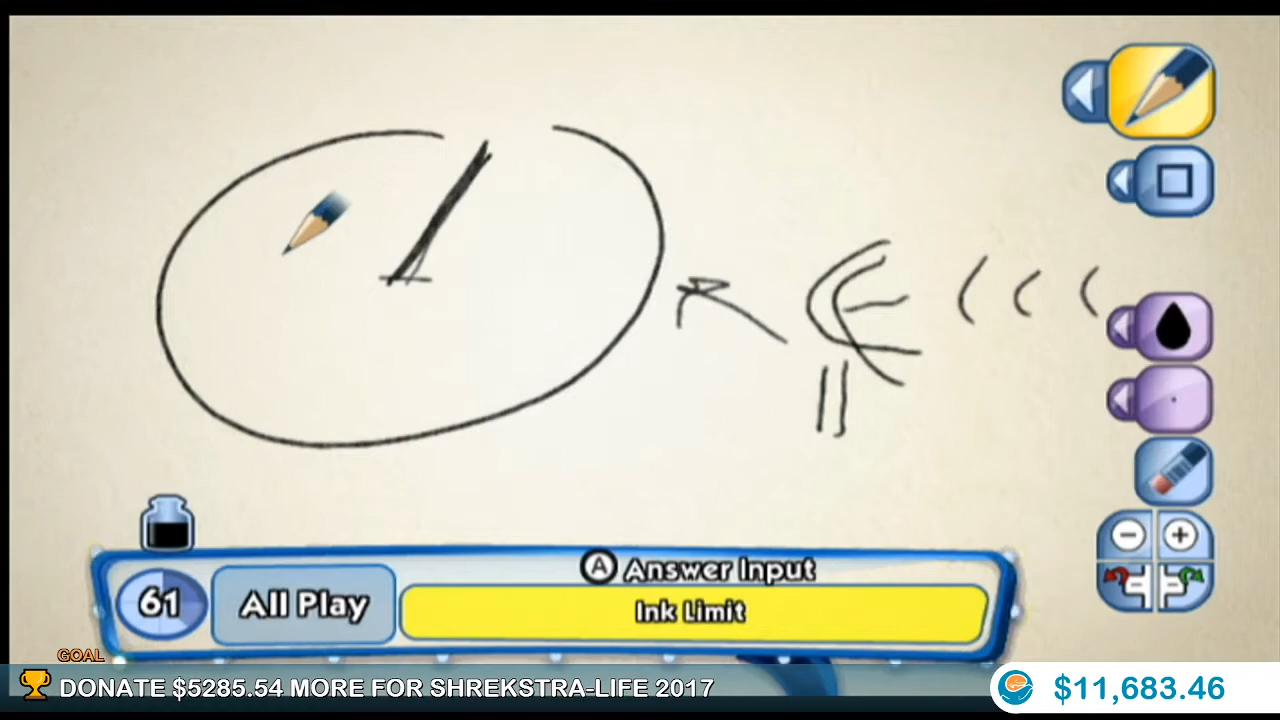 61
All Play
A Answer Input
Ink Limit
GOAL
DONATE $5285.54 MORE FOR SHREKSTRA-LIFE 2017
$11,683.46